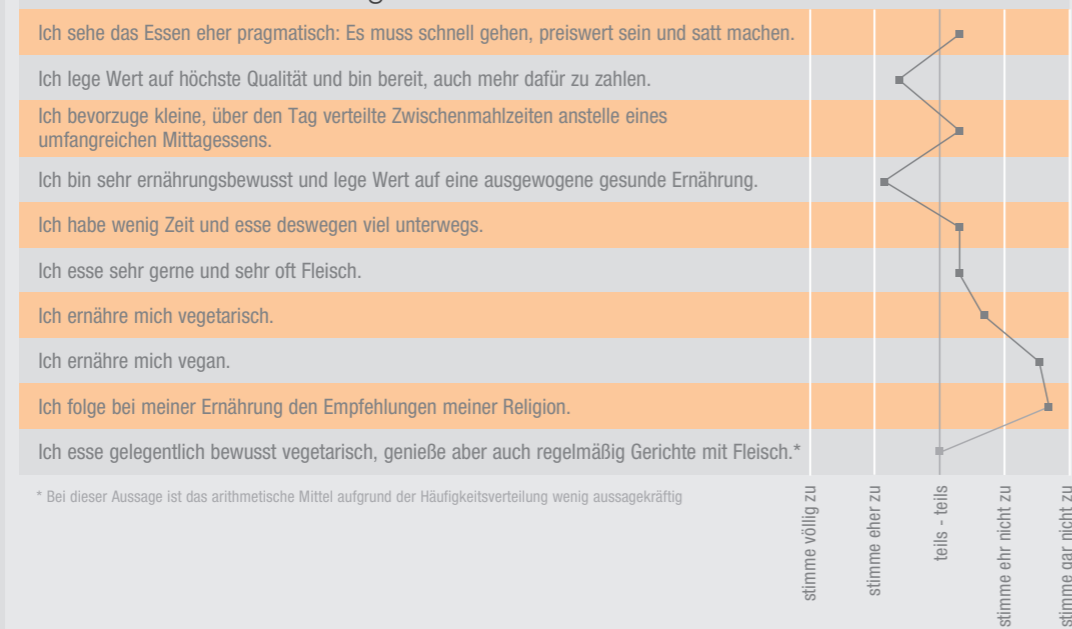 Ich sehe das Essen eher pragmatisch: Es muss schnell gehen, preiswert sein und satt machen.
Ich lege Wert auf höchste Qualität und bin bereit, auch mehr dafür zu zahlen.
Ich bevorzuge kleine, über den Tag verteilte Zwischenmahlzeiten anstelle eines
umfangreichen Mittagessens.
Ich bin sehr ernährungsbewusst und lege Wert auf eine ausgewogene gesunde Ernährung.
Ich habe wenig Zeit und esse deswegen viel unterwegs.
Ich esse sehr gerne und sehr oft Fleisch.
Ich ernähre mich vegetarisch.
Ich ernähre mich vegan.
Ich folge bei meiner Ernährung den Empfehlungen meiner Religion.
Ich esse gelegentlich bewusst vegetarisch, genieße aber auch regelmäßig Gerichte mit Fleisch.*
* Bei dieser Aussage ist das arithmetische Mittel aufgrund der Häufigkeitsverteilung wenig aussagekräftig
stimme völlig zu
stimme eher zu
teils - teils
stimme ehr nicht zu
stimme gar nicht zu